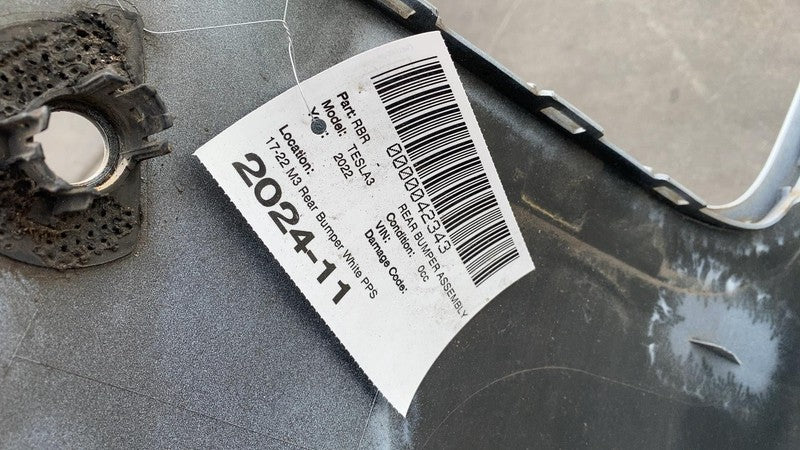 0000042343
Part: RBR REAR BUMPER ASSEMBLY
Model: TESLA3 Condition: 0cc
Year: 2022 VIN:
Damage Code:
Location:
17-22 M3 Rear Bumper White PPS
2024-11